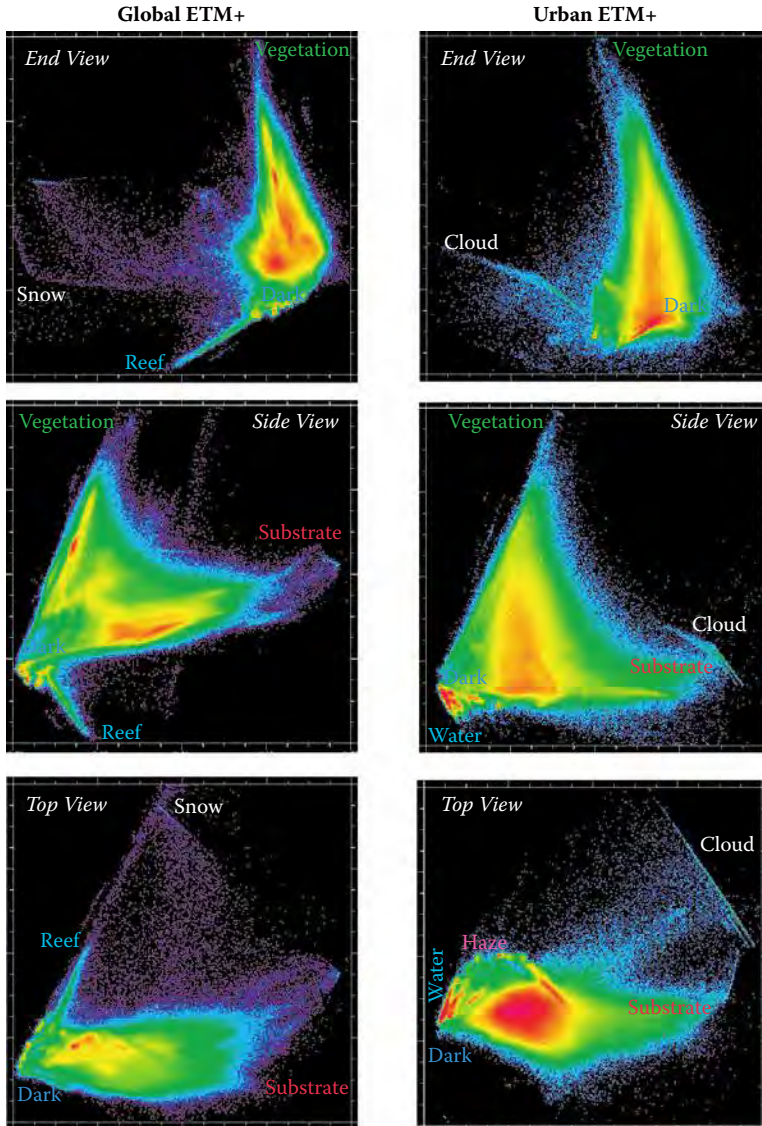 Global ETM+
Urban ETM+
End View
Vegetation
Snow
Dark
Reef
End View
Vegetation
Cloud
Dark
Vegetation
Side View
Substrate
Dark
Reef
Vegetation
Side View
Cloud
Substrate
Dark
Water
Top View
Snow
Reef
Dark
Substrate
Top View
Cloud
Haze
Water
Substrate
Dark